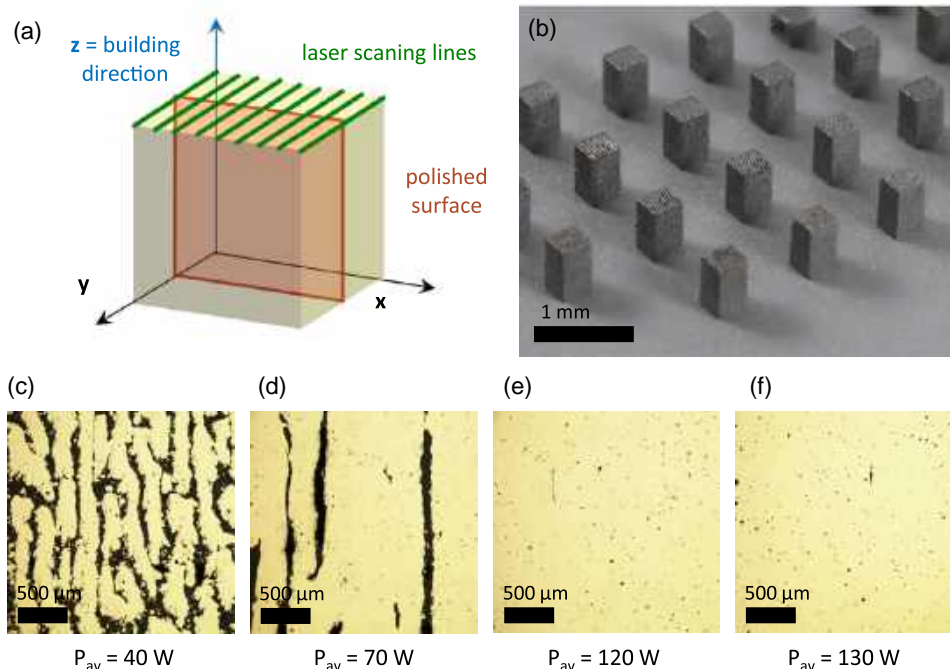 (a)
z = building
direction
laser scaning lines
polished
surface
y
x
(b)
1 mm
(c)
(d)
(e)
(f)
500 μm
500 μm
500 μm
500 μm
P_av = 40 W
P_av = 70 W
P_av = 120 W
P_av = 130 W